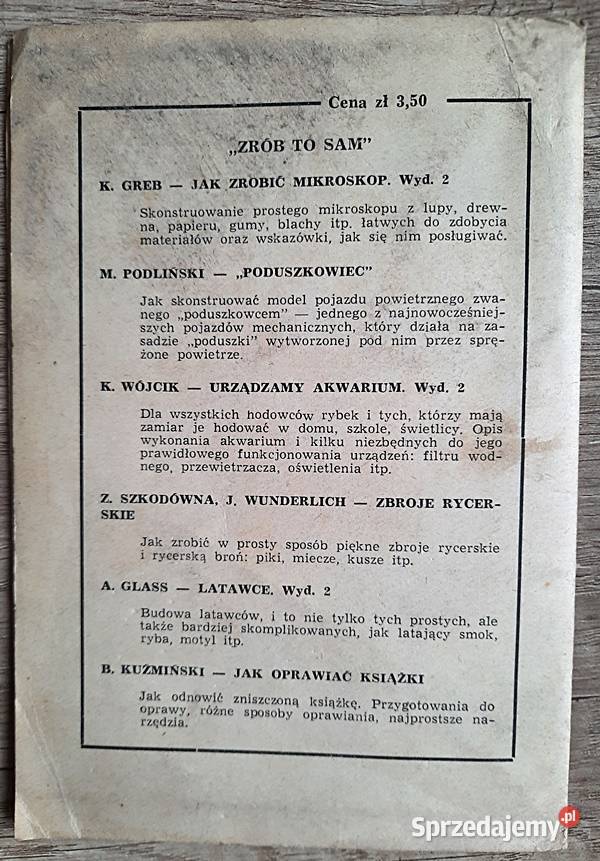 Cena zł 3,50
„ZRÓB TO SAM”
K. GREB — JAK ZROBIĆ MIKROSKOP. Wyd. 2
Skonstruowanie prostego mikroskopu z lupy, drew-
na, papieru, gumy, blachy itp. łatwych do zdobycia
materiałów oraz wskazówki, jak się nim posługiwać.
M. PODLIŃSKI — „PODUSZKOWIEC”
Jak skonstruować model pojazdu powietrznego zwa-
nego „poduszkowcem” — jednego z najnowocześniej-
szych pojazdów mechanicznych, który działa na za-
sadzie „poduszki” wytworzonej pod nim przez sprę-
żone powietrze.
K. WÓJCIK — URZĄDZAMY AKWARIUM. Wyd. 2
Dla wszystkich hodowców rybek i tych, którzy mają
zamiar je hodować w domu, szkole, świetlicy. Opis
wykonania akwarium i kilku niezbędnych do jego
prawidłowego funkcjonowania urządzeń: filtru wod-
nego, przewietrzacza, oświetlenia itp.
Z. SZKODÓWNA, J. WUNDERLICH — ZBROJE RYCER-
SKIE
Jak zrobić w prosty sposób piękne zbroje rycerskie
i rycerską broń: piki, miecze, kusze itp.
A. GLASS — LATAWCE. Wyd. 2
Budowa latawców, i to nie tylko tych prostych, ale
także bardziej skomplikowanych, jak latający smok,
ryba, motyl itp.
B. KUŹMIŃSKI — JAK OPRAWIAĆ KSIĄŻKI
Jak odnowić zniszczoną książkę. Przygotowania do
oprawy, różne sposoby oprawiania, najprostsze na-
rzędzia.
Sprzedajemy.pl